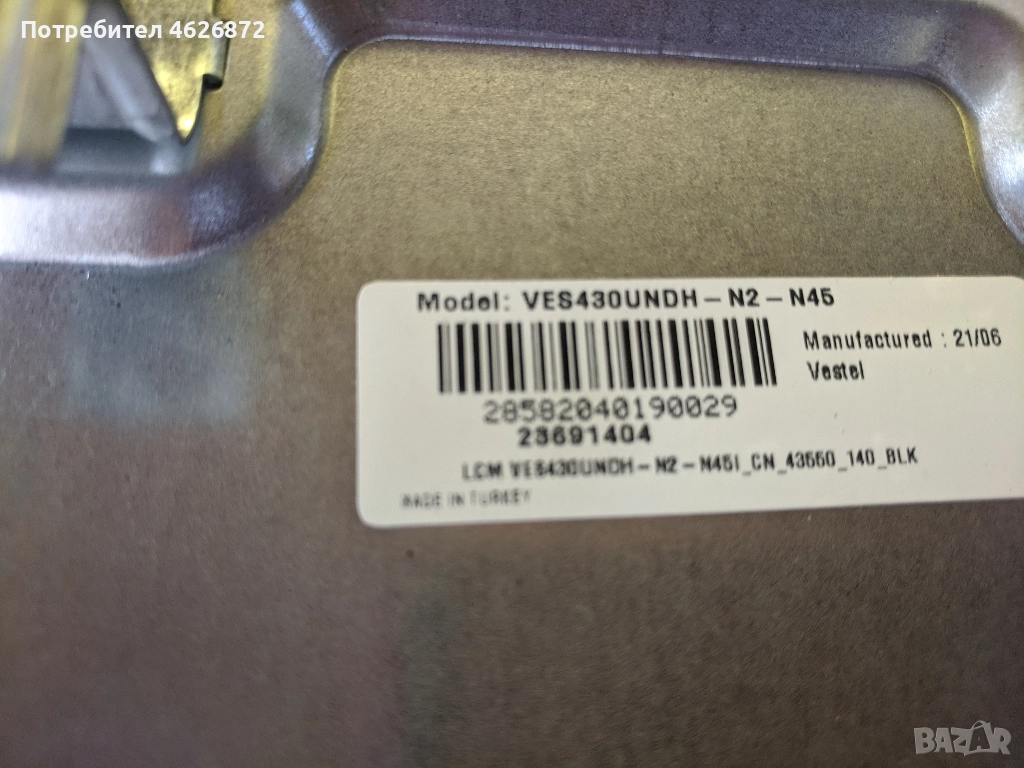 Потребител 4626872
Model: VES430UNDH-N2-N45
Manufactured : 21/06
Vestel
28582040190029
23691404
LCM VES430UNDH-N2-N45I_CN_43560_140_BLK
MADE IN TURKEY
BAZAR